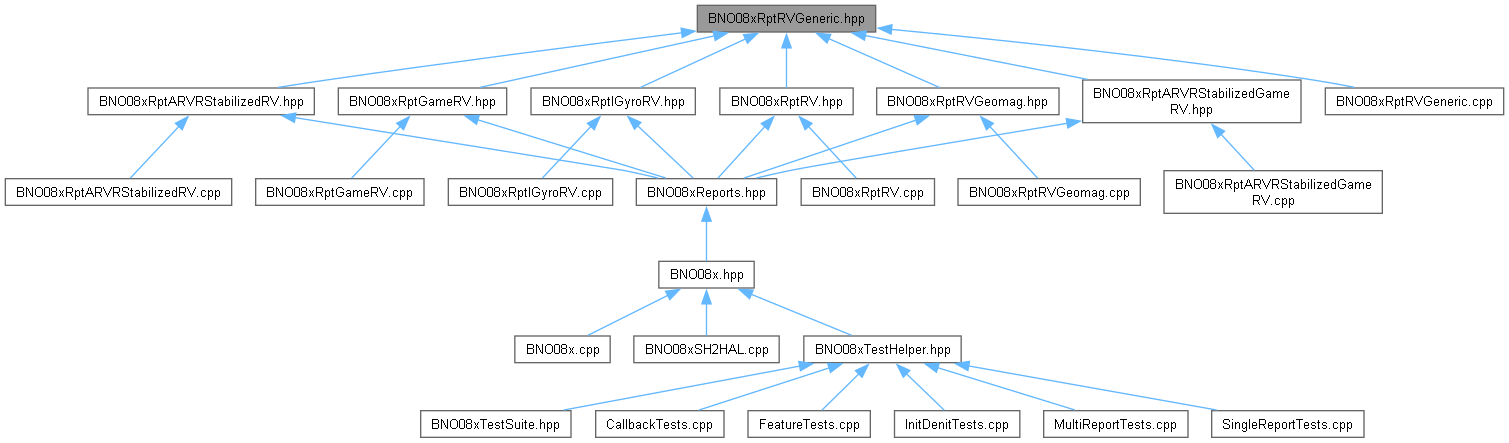 BNO08xRptRVGeneric.hpp
BNO08xRptARVRStabilizedRV.hpp
BNO08xRptGameRV.hpp
BNO08xRptIGyroRV.hpp
BNO08xRptRV.hpp
BNO08xRptRVGeomag.hpp
BNO08xRptARVRStabilizedGame
RV.hpp
BNO08xRptRVGeneric.cpp
BNO08xRptARVRStabilizedRV.cpp
BNO08xRptGameRV.cpp
BNO08xRptIGyroRV.cpp
BNO08xReports.hpp
BNO08xRptRV.cpp
BNO08xRptRVGeomag.cpp
BNO08xRptARVRStabilizedGame
RV.cpp
BNO08x.hpp
BNO08x.cpp
BNO08xSH2HAL.cpp
BNO08xTestHelper.hpp
BNO08xTestSuite.hpp
CallbackTests.cpp
FeatureTests.cpp
InitDenitTests.cpp
MultiReportTests.cpp
SingleReportTests.cpp